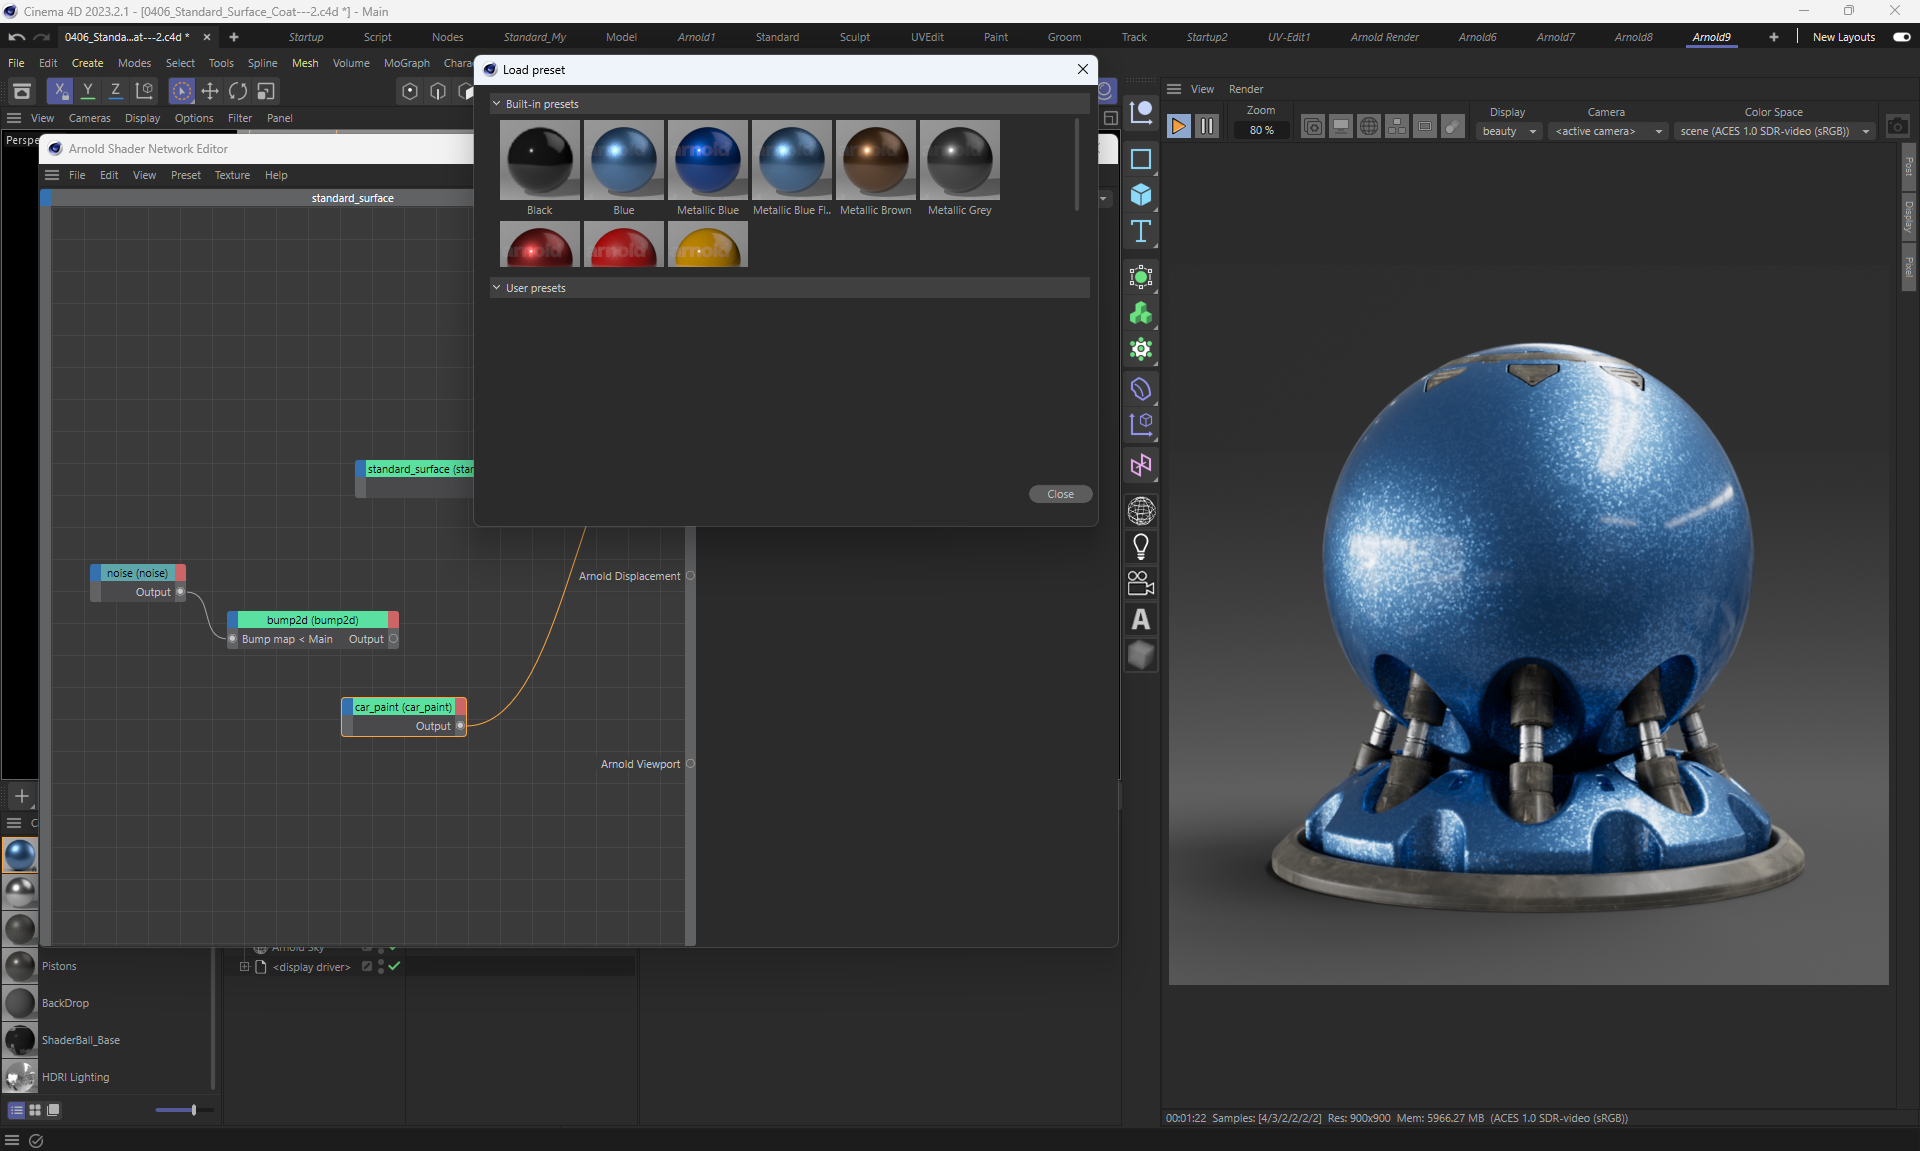 Cinema 4D 2023.2.1 - [0406_Standard_Surface_Coat---2.c4d *] - Main
0406_Standa...at---2.c4d *
Startup
Script
Nodes
Standard_My
Model
Arnold1
Standard
Sculpt
UVEdit
Paint
Groom
Track
Startup2
UV-Edit1
Arnold Render
Arnold6
Arnold7
Arnold8
Arnold9
New Layouts
File Edit Create Modes Select Tools Spline Mesh Volume MoGraph Chara
X
Y
Z
View Cameras Display Options Filter Panel
Perspe
Arnold Shader Network Editor
File Edit View Preset Texture Help
standard_surface
standard_surface (star
noise (noise)
Output
bump2d (bump2d)
Bump map < Main Output
car_paint (car_paint)
Output
Arnold Displacement
Arnold Viewport
Load preset
Built-in presets
Black
Blue
Metallic Blue
Metallic Blue Fl..
Metallic Brown
Metallic Grey
User presets
Close
T
A
View Render
Zoom
80 %
Display
beauty
Camera
<active camera>
Color Space
scene (ACES 1.0 SDR-video (sRGB))
Post
Display
Pixel
C
Arnold Sky
<display driver>
Pistons
BackDrop
ShaderBall_Base
HDRI Lighting
00:01:22 Samples: [4/3/2/2/2/2] Res: 900x900 Mem: 5966.27 MB (ACES 1.0 SDR-video (sRGB))